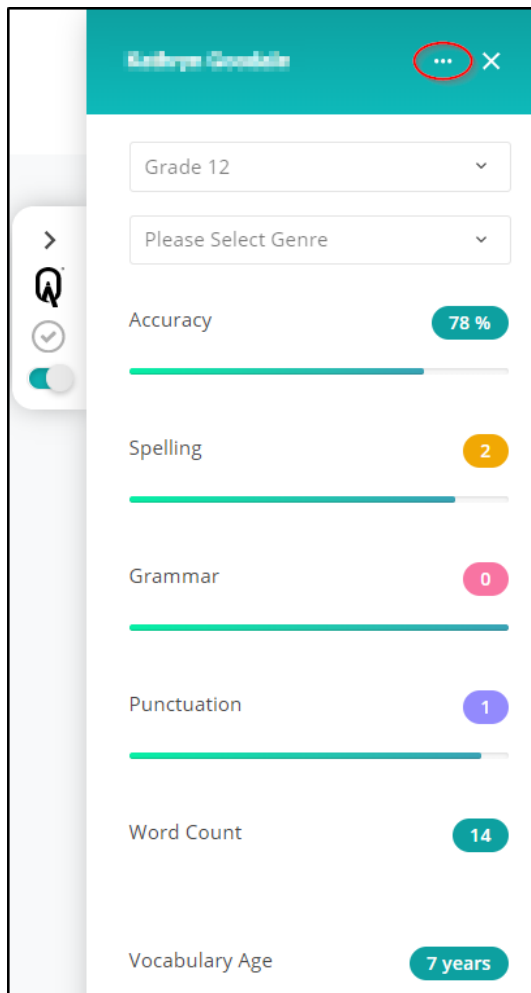 Grade 12
Please Select Genre
Accuracy 78 %
Spelling 2
Grammar 0
Punctuation 1
Word Count 14
Vocabulary Age 7 years